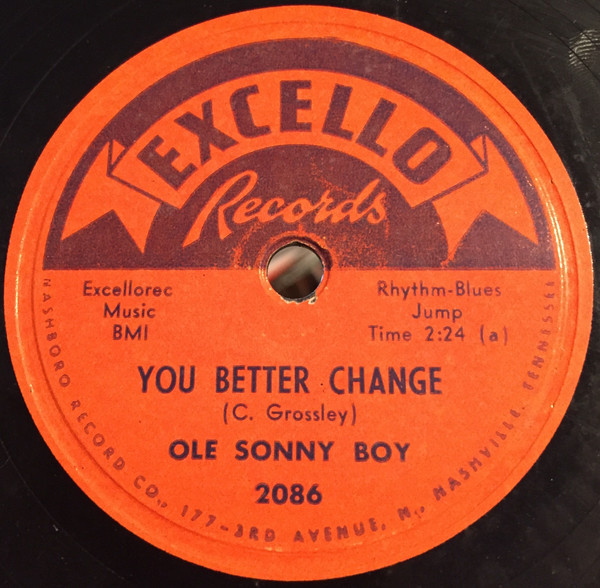 EXCELLO
Records
Excellorec
Music
BMI
Rhythm-Blues
Jump
Time 2:24 (a)
YOU BETTER CHANGE
(C. Grossley)
OLE SONNY BOY
2086
NASHBORO RECORD CO., 177-3RD AVENUE, N., NASHVILLE, TENNESSEE